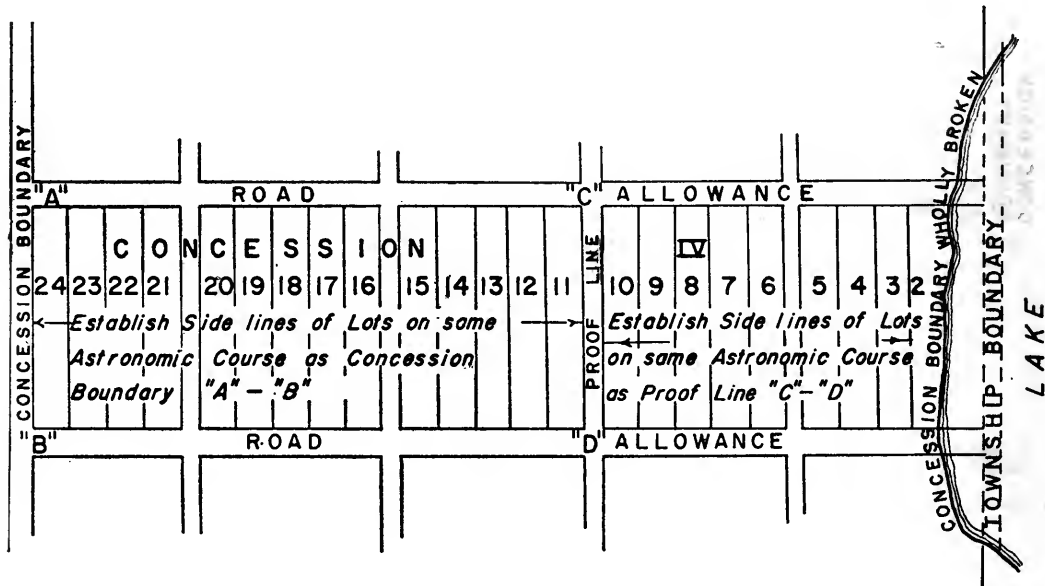 "A" ROAD "C" ALLOWANCE
CONCESSION IV
24 23 22 21 20 19 18 17 16 15 14 13 12 11 10 9 8 7 6 5 4 3 2
Establish Side lines of Lots on same
Astronomic Course as Concession
Boundary "A" - "B"
Establish Side lines of Lots
on same Astronomic Course
as Proof Line "C" - "D"
"B" ROAD "D" ALLOWANCE
CONCESSION BOUNDARY
PROOF LINE
CONCESSION BOUNDARY WHOLLY BROKEN
TOWNSHIP BOUNDARY
LAKE